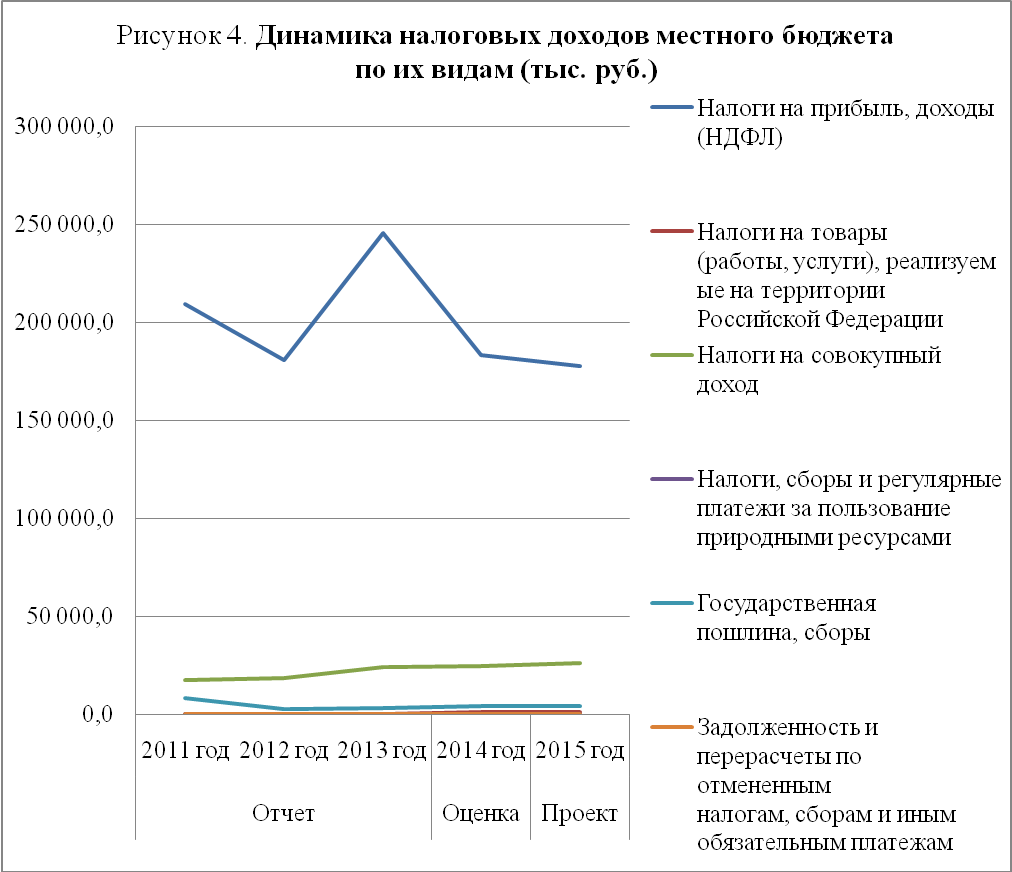 Рисунок 4. Динамика налоговых доходов местного бюджета
по их видам (тыс. руб.)
300 000,0
250 000,0
200 000,0
150 000,0
100 000,0
50 000,0
0,0
2011 год 2012 год 2013 год 2014 год 2015 год
Отчет Оценка Проект
Налоги на прибыль, доходы
(НДФЛ)
Налоги на товары
(работы, услуги), реализуем
ые на территории
Российской Федерации
Налоги на совокупный
доход
Налоги, сборы и регулярные
платежи за пользование
природными ресурсами
Государственная
пошлина, сборы
Задолженность и
перерасчеты по
отмененным
налогам, сборам и иным
обязательным платежам